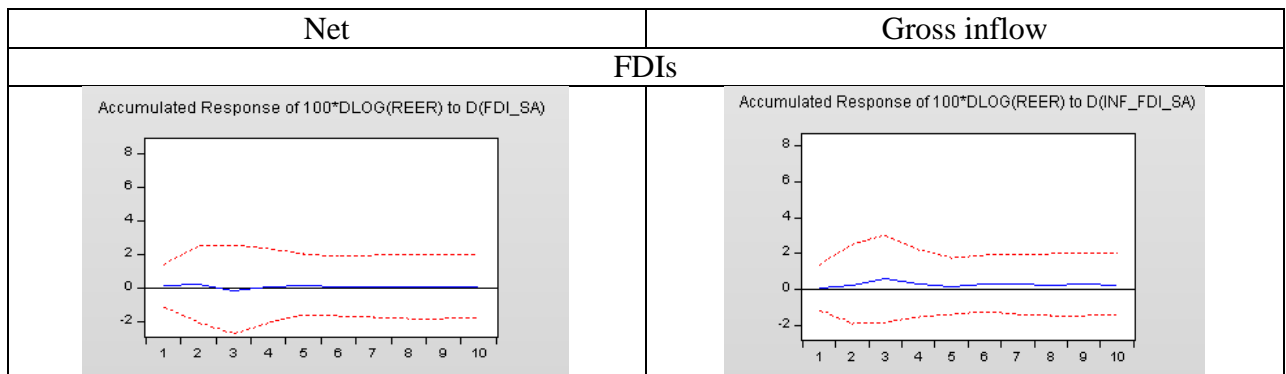 Net
Gross inflow
FDIs
Accumulated Response of 100*DLOG(REER) to D(FDI_SA)
8
6
4
2
0
-2
1 2 3 4 5 6 7 8 9 10
Accumulated Response of 100*DLOG(REER) to D(INF_FDI_SA)
8
6
4
2
0
-2
1 2 3 4 5 6 7 8 9 10